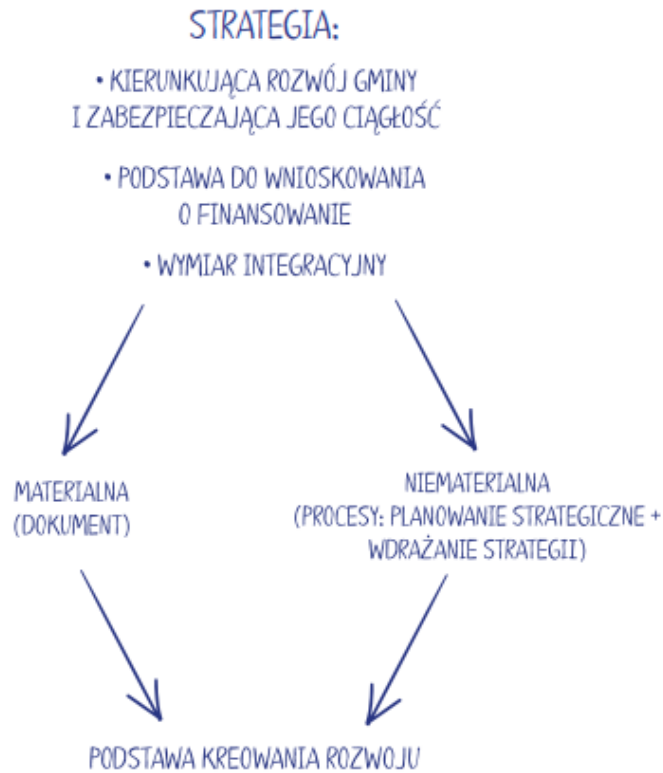 STRATEGIA:
• KIERUNKUJĄCA ROZWÓJ GMINY
I ZABEZPIECZAJĄCA JEGO CIĄGŁOŚĆ
• PODSTAWA DO WNIOSKOWANIA
O FINANSOWANIE
• WYMIAR INTEGRACYJNY
MATERIALNA
(DOKUMENT)
NIEMATERIALNA
(PROCESY: PLANOWANIE STRATEGICZNE +
WDRAŻANIE STRATEGII)
PODSTAWA KREOWANIA ROZWOJU